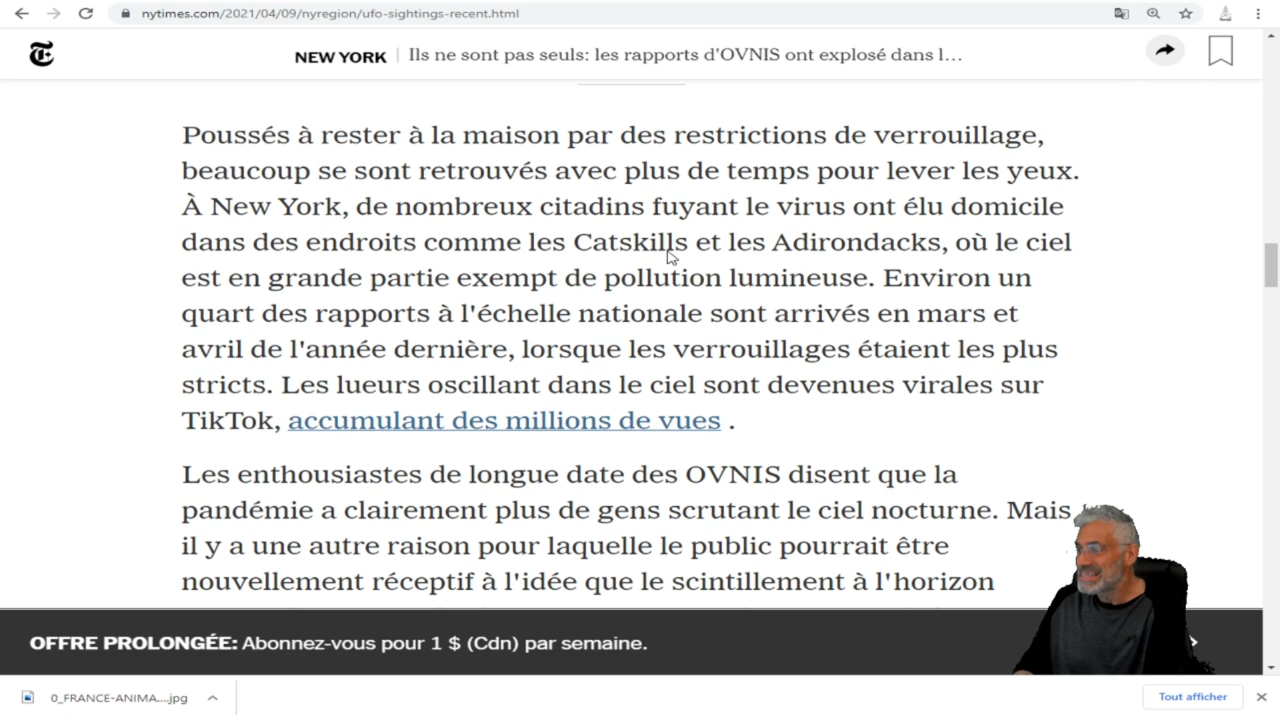 nytimes.com/2021/04/09/nyregion/ufo-sightings-recent.html
NEW YORK | Ils ne sont pas seuls: les rapports d'OVNIS ont explosé dans l...
Poussés à rester à la maison par des restrictions de verrouillage,
beaucoup se sont retrouvés avec plus de temps pour lever les yeux.
À New York, de nombreux citadins fuyant le virus ont élu domicile
dans des endroits comme les Catskills et les Adirondacks, où le ciel
est en grande partie exempt de pollution lumineuse. Environ un
quart des rapports à l'échelle nationale sont arrivés en mars et
avril de l'année dernière, lorsque les verrouillages étaient les plus
stricts. Les lueurs oscillant dans le ciel sont devenues virales sur
TikTok, accumulant des millions de vues .
Les enthousiastes de longue date des OVNIS disent que la
pandémie a clairement plus de gens scrutant le ciel nocturne. Mais
il y a une autre raison pour laquelle le public pourrait être
nouvellement réceptif à l'idée que le scintillement à l'horizon
OFFRE PROLONGÉE: Abonnez-vous pour 1 $ (Cdn) par semaine.
0_FRANCE-ANIMA....jpg
Tout afficher